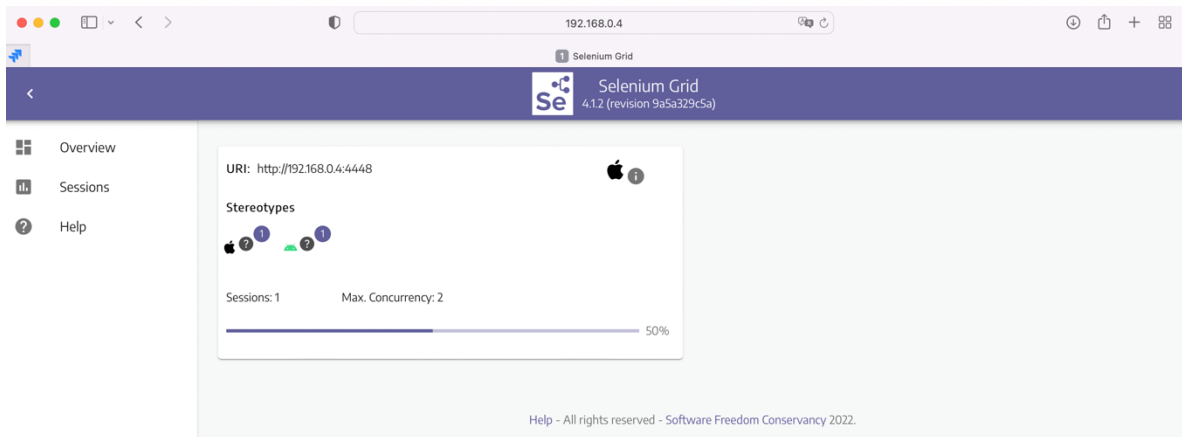 192.168.0.4
1 Selenium Grid
Se Selenium Grid
4.1.2 (revision 9a5a329c5a)
Overview
Sessions
Help
URI: http://192.168.0.4:4448
Stereotypes
? 1 ? 1
Sessions: 1 Max. Concurrency: 2
50%
Help - All rights reserved - Software Freedom Conservancy 2022.